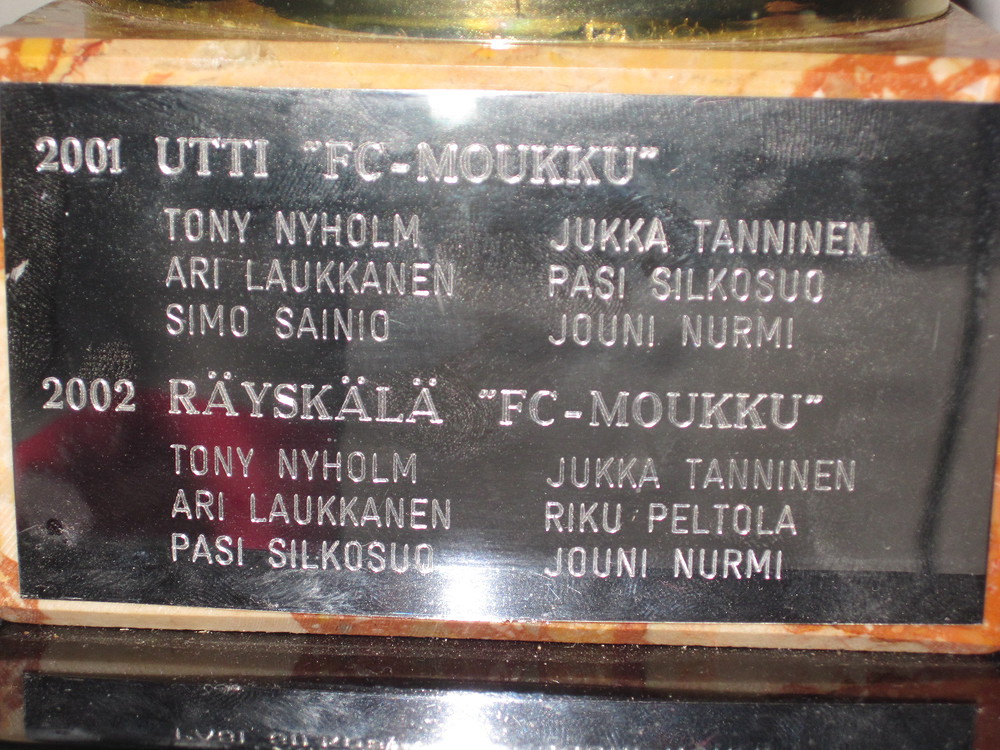 2001 UTTI "FC-MOUKKU"
TONY NYHOLM JUKKA TANNINEN
ARI LAUKKANEN PASI SILKOSUO
SIMO SAINIO JOUNI NURMI
2002 RÄYSKÄLÄ "FC-MOUKKU"
TONY NYHOLM JUKKA TANNINEN
ARI LAUKKANEN RIKU PELTOLA
PASI SILKOSUO JOUNI NURMI